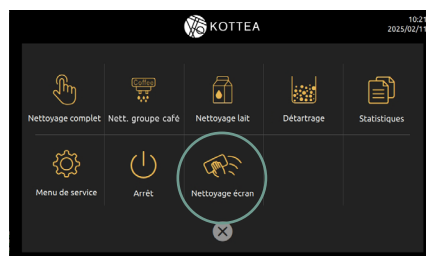 KOTTEA
10:21
2025/02/11
Coffee
Nettoyage complet
Nett. groupe café
Nettoyage lait
Détartrage
Statistiques
Menu de service
Arrêt
Nettoyage écran